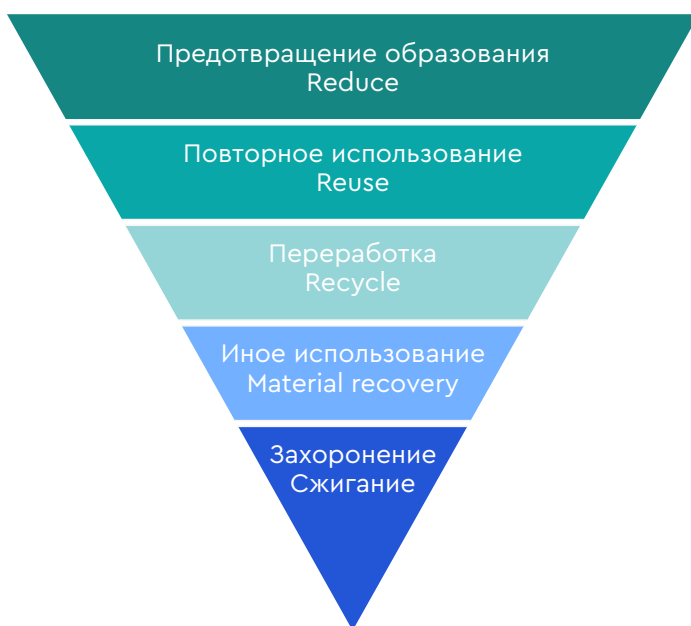 Предотвращение образования
Reduce
Повторное использование
Reuse
Переработка
Recycle
Иное использование
Material recovery
Захоронение
Сжигание